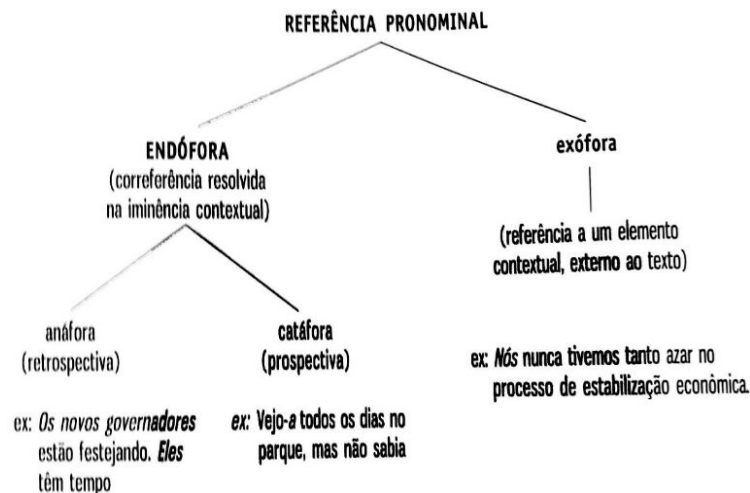 REFERÊNCIA PRONOMINAL
ENDÓFORA
(correferência resolvida
na iminência contextual)
exófora
(referência a um elemento
contextual, externo ao texto)
anáfora
(retrospectiva)
catáfora
(prospectiva)
ex: Os novos governadores
estão festejando. Eles
têm tempo
ex: Vejo-a todos os dias no
parque, mas não sabia
ex: Nós nunca tivemos tanto azar no
processo de estabilização econômica.